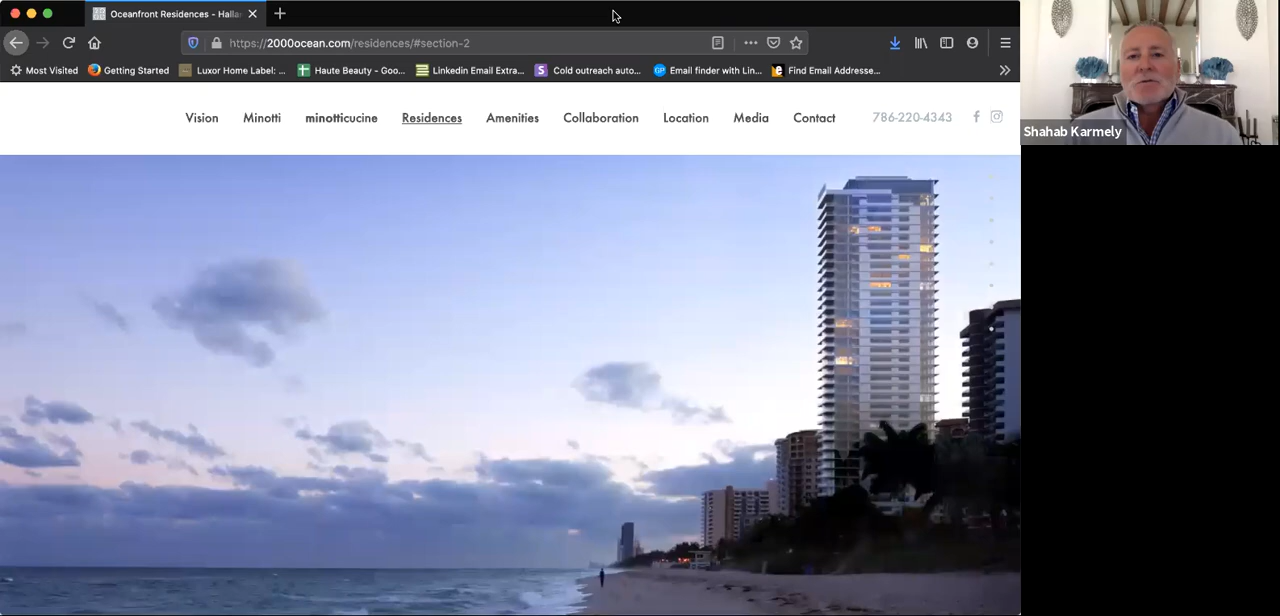 Oceanfront Residences - Halla
https://2000ocean.com/residences/#section-2
Most Visited
Getting Started
Luxor Home Label: ...
Haute Beauty - Goo...
Linkedin Email Extra...
S
Cold outreach auto...
GP
Email finder with Lin...
e
Find Email Addresse...
Vision
Minotti
minotticucine
Residences
Amenities
Collaboration
Location
Media
Contact
786-220-4343
Shahab Karmely